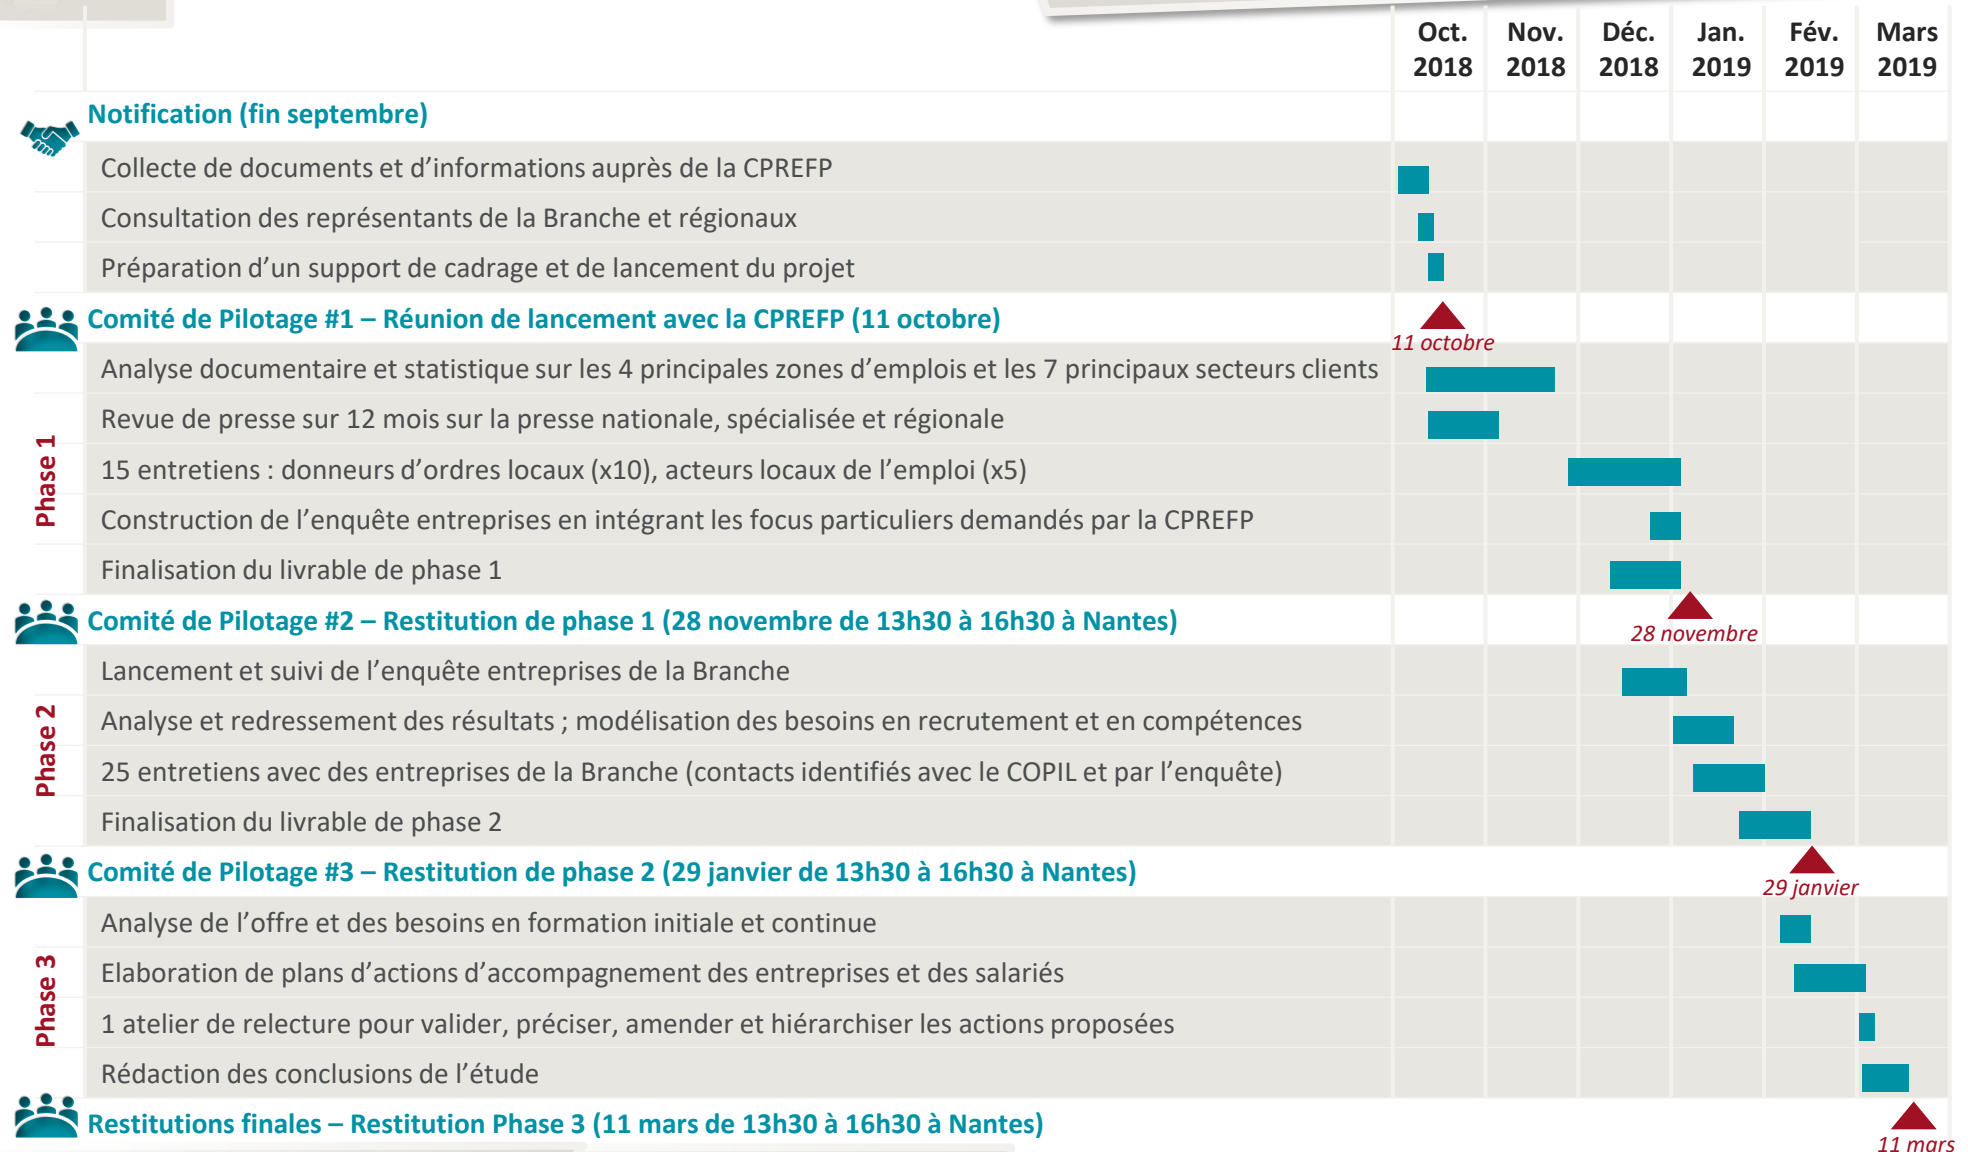 Oct. 2018
Nov. 2018
Déc. 2018
Jan. 2019
Fév. 2019
Mars 2019
Notification (fin septembre)
Collecte de documents et d’informations auprès de la CPREFP
Consultation des représentants de la Branche et régionaux
Préparation d’un support de cadrage et de lancement du projet
Comité de Pilotage #1 – Réunion de lancement avec la CPREFP (11 octobre)
11 octobre
Phase 1
Analyse documentaire et statistique sur les 4 principales zones d’emplois et les 7 principaux secteurs clients
Revue de presse sur 12 mois sur la presse nationale, spécialisée et régionale
15 entretiens : donneurs d’ordres locaux (x10), acteurs locaux de l’emploi (x5)
Construction de l’enquête entreprises en intégrant les focus particuliers demandés par la CPREFP
Finalisation du livrable de phase 1
Comité de Pilotage #2 – Restitution de phase 1 (28 novembre de 13h30 à 16h30 à Nantes)
28 novembre
Phase 2
Lancement et suivi de l’enquête entreprises de la Branche
Analyse et redressement des résultats ; modélisation des besoins en recrutement et en compétences
25 entretiens avec des entreprises de la Branche (contacts identifiés avec le COPIL et par l’enquête)
Finalisation du livrable de phase 2
Comité de Pilotage #3 – Restitution de phase 2 (29 janvier de 13h30 à 16h30 à Nantes)
29 janvier
Phase 3
Analyse de l’offre et des besoins en formation initiale et continue
Elaboration de plans d’actions d’accompagnement des entreprises et des salariés
1 atelier de relecture pour valider, préciser, amender et hiérarchiser les actions proposées
Rédaction des conclusions de l’étude
Restitutions finales – Restitution Phase 3 (11 mars de 13h30 à 16h30 à Nantes)
11 mars